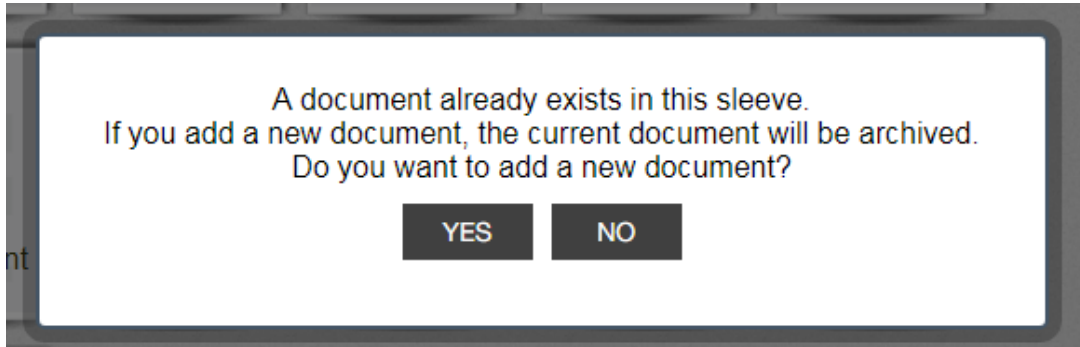 A document already exists in this sleeve.
If you add a new document, the current document will be archived.
Do you want to add a new document?
YES NO
nt